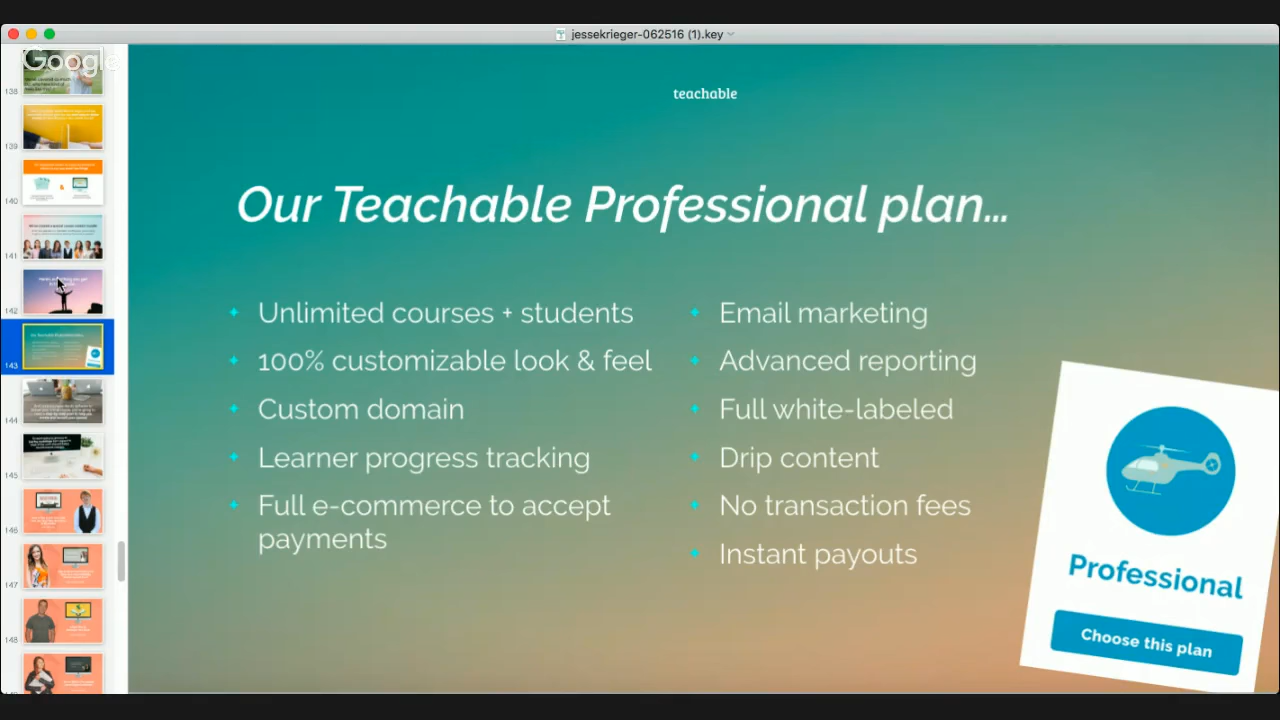 jessekrieger-062516 (1).key
Google
teachable
Our Teachable Professional plan...
Unlimited courses + students
100% customizable look & feel
Custom domain
Learner progress tracking
Full e-commerce to accept
payments
Email marketing
Advanced reporting
Full white-labeled
Drip content
No transaction fees
Instant payouts
Professional
Choose this plan
138
139
140
141
142
143
144
145
146
147
148